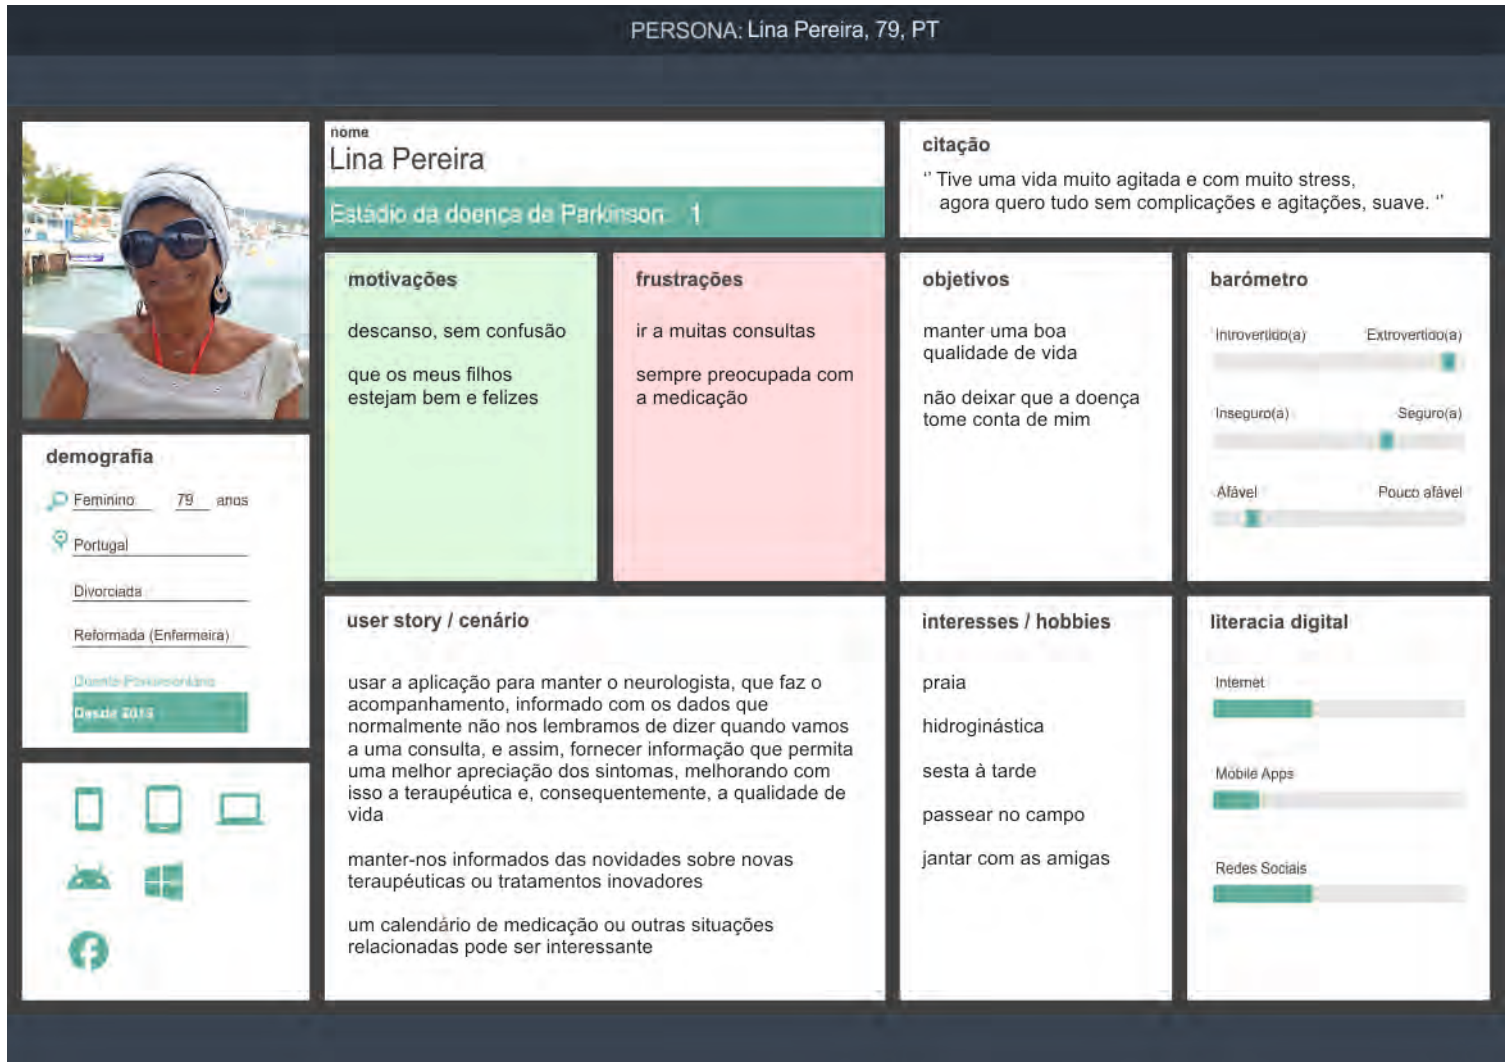 PERSONA: Lina Pereira, 79, PT
nome
Lina Pereira
Estádio da doença de Parkinson 1
citação
‘’ Tive uma vida muito agitada e com muito stress,
agora quero tudo sem complicações e agitações, suave. ‘’
motivações
descanso, sem confusão
que os meus filhos
estejam bem e felizes
frustrações
ir a muitas consultas
sempre preocupada com
a medicação
objetivos
manter uma boa
qualidade de vida
não deixar que a doença
tome conta de mim
barómetro
Introvertido(a) Extrovertido(a)
Inseguro(a) Seguro(a)
Afável Pouco afável
demografia
Feminino 79 anos
Portugal
Divorciada
Reformada (Enfermeira)
Desde
user story / cenário
usar a aplicação para manter o neurologista, que faz o
acompanhamento, informado com os dados que
normalmente não nos lembramos de dizer quando vamos
a uma consulta, e assim, fornecer informação que permita
uma melhor apreciação dos sintomas, melhorando com
isso a teraupéutica e, consequentemente, a qualidade de
vida
manter-nos informados das novidades sobre novas
teraupéuticas ou tratamentos inovadores
um calendário de medicação ou outras situações
relacionadas pode ser interessante
interesses / hobbies
praia
hidroginástica
sesta à tarde
passear no campo
jantar com as amigas
literacia digital
Internet
Mobile Apps
Redes Sociais